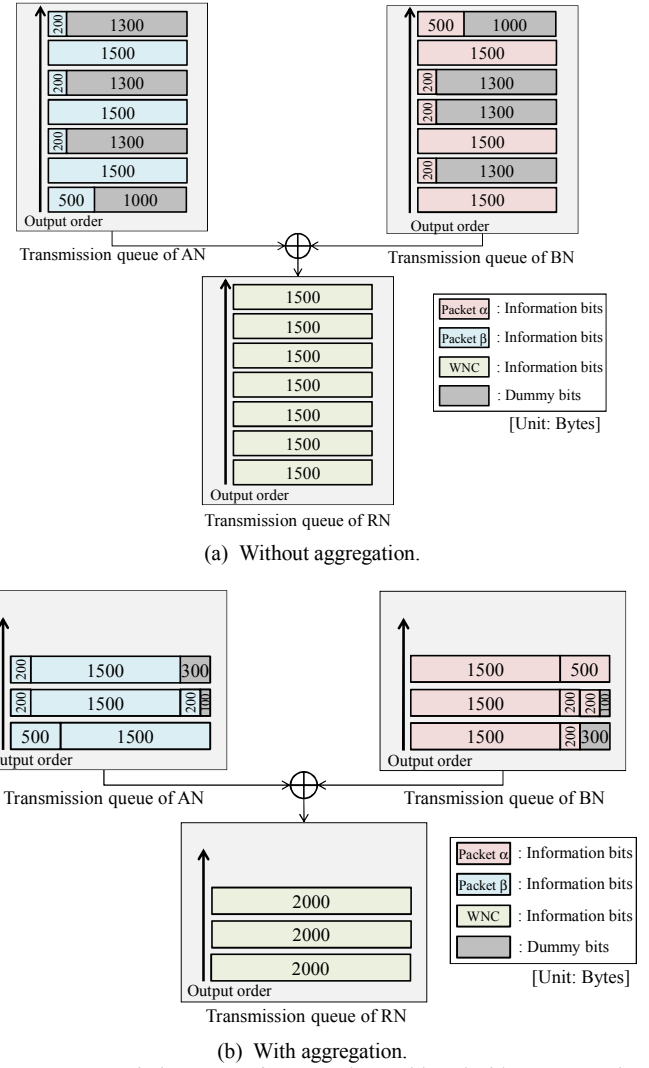 200 1300
1500
200 1300
1500
200 1300
1500
500 1000
Output order
Transmission queue of AN
500 1000
1500
200 1300
200 1300
1500
200 1300
1500
Output order
Transmission queue of BN
1500
1500
1500
1500
1500
1500
1500
Output order
Transmission queue of RN
Packet α : Information bits
Packet β : Information bits
WNC : Information bits
: Dummy bits
[Unit: Bytes]
(a) Without aggregation.
200 1500 300
200 1500 200 100
500 1500
utput order
Transmission queue of AN
1500 500
1500 200 200 100
1500 200 300
Output order
Transmission queue of BN
2000
2000
2000
Output order
Transmission queue of RN
Packet α : Information bits
Packet β : Information bits
WNC : Information bits
: Dummy bits
[Unit: Bytes]
(b) With aggregation.